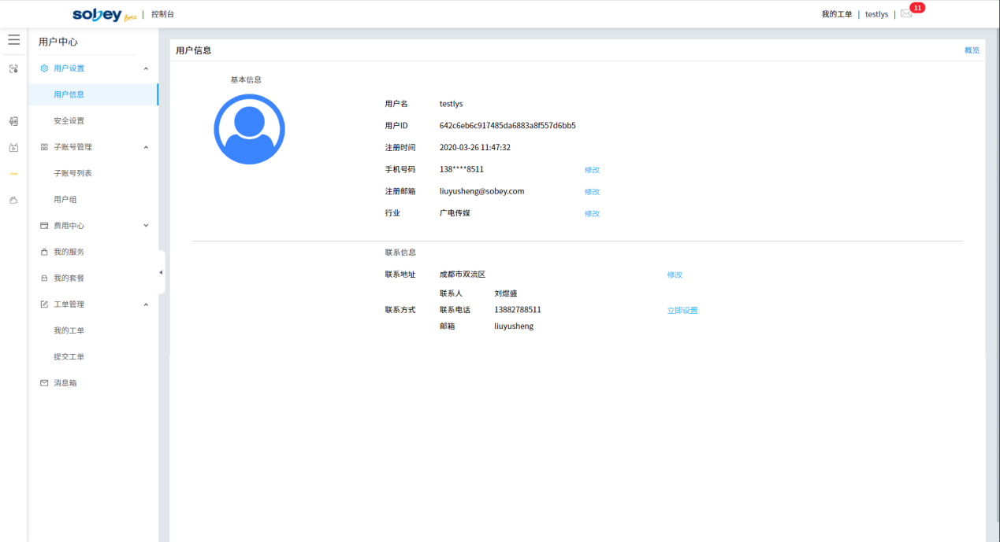 sobey Beta | 控制台
我的工单 | testlys | 11
用户中心
用户设置
用户信息
安全设置
子账号管理
子账号列表
用户组
费用中心
我的服务
我的套餐
工单管理
我的工单
提交工单
消息箱
用户信息 概览
基本信息
用户名 testlys
用户ID 642c6eb6c917485da6883a8f557d6bb5
注册时间 2020-03-26 11:47:32
手机号码 138****8511 修改
注册邮箱 liuyusheng@sobey.com 修改
行业 广电传媒 修改
联系信息
联系地址 成都市双流区 修改
联系人 刘煜盛
联系方式 联系电话 13882788511 立即设置
邮箱 liuyusheng